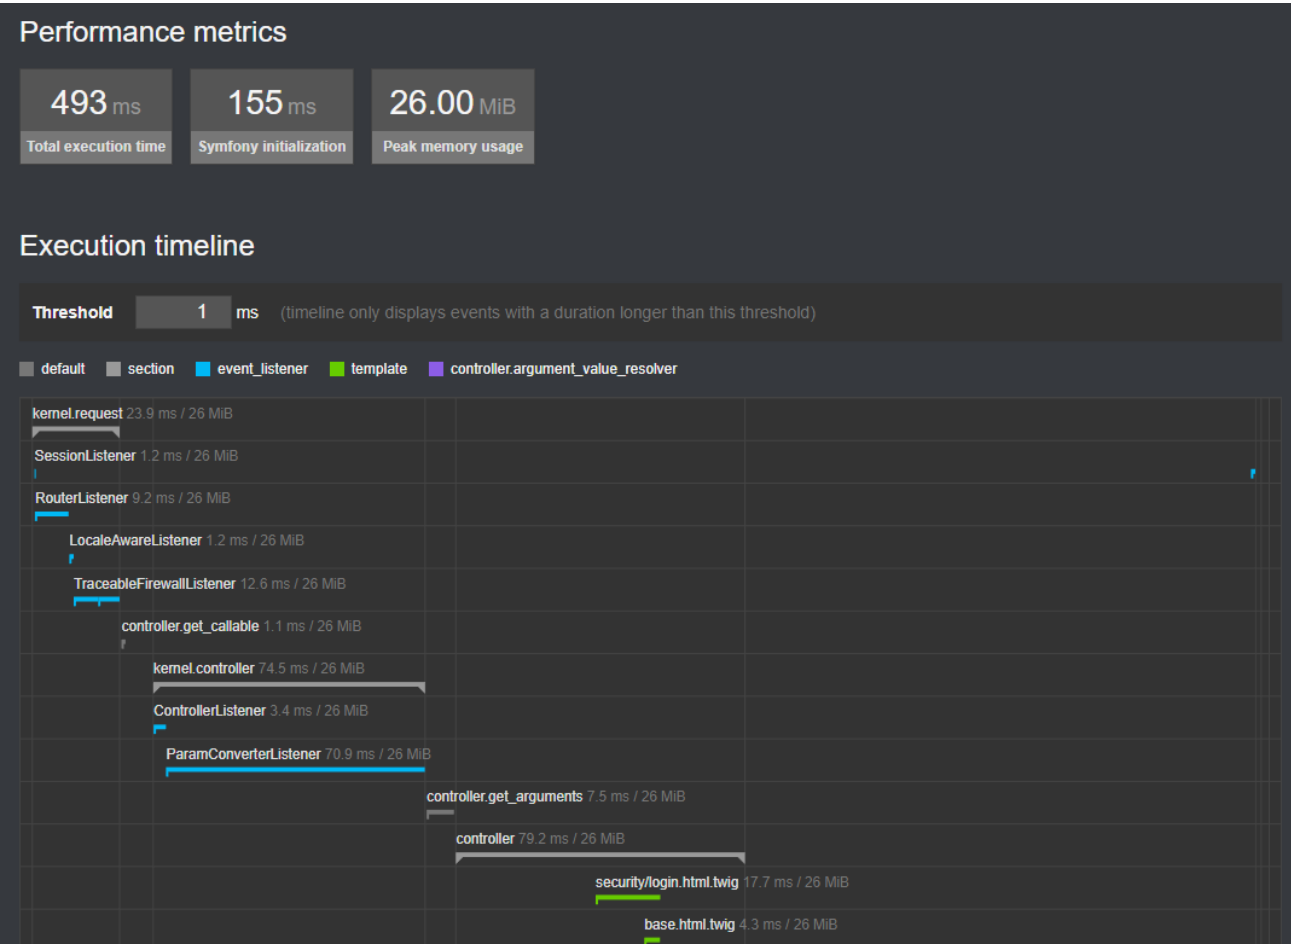 Performance metrics
493 ms
Total execution time
155 ms
Symfony initialization
26.00 MiB
Peak memory usage
Execution timeline
Threshold 1 ms (timeline only displays events with a duration longer than this threshold)
default section event_listener template controller.argument_value_resolver
kernel.request 23.9 ms / 26 MiB
SessionListener 1.2 ms / 26 MiB
RouterListener 9.2 ms / 26 MiB
LocaleAwareListener 1.2 ms / 26 MiB
TraceableFirewallListener 12.6 ms / 26 MiB
controller.get_callable 1.1 ms / 26 MiB
kernel.controller 74.5 ms / 26 MiB
ControllerListener 3.4 ms / 26 MiB
ParamConverterListener 70.9 ms / 26 MiB
controller.get_arguments 7.5 ms / 26 MiB
controller 79.2 ms / 26 MiB
security/login.html.twig 17.7 ms / 26 MiB
base.html.twig 4.3 ms / 26 MiB